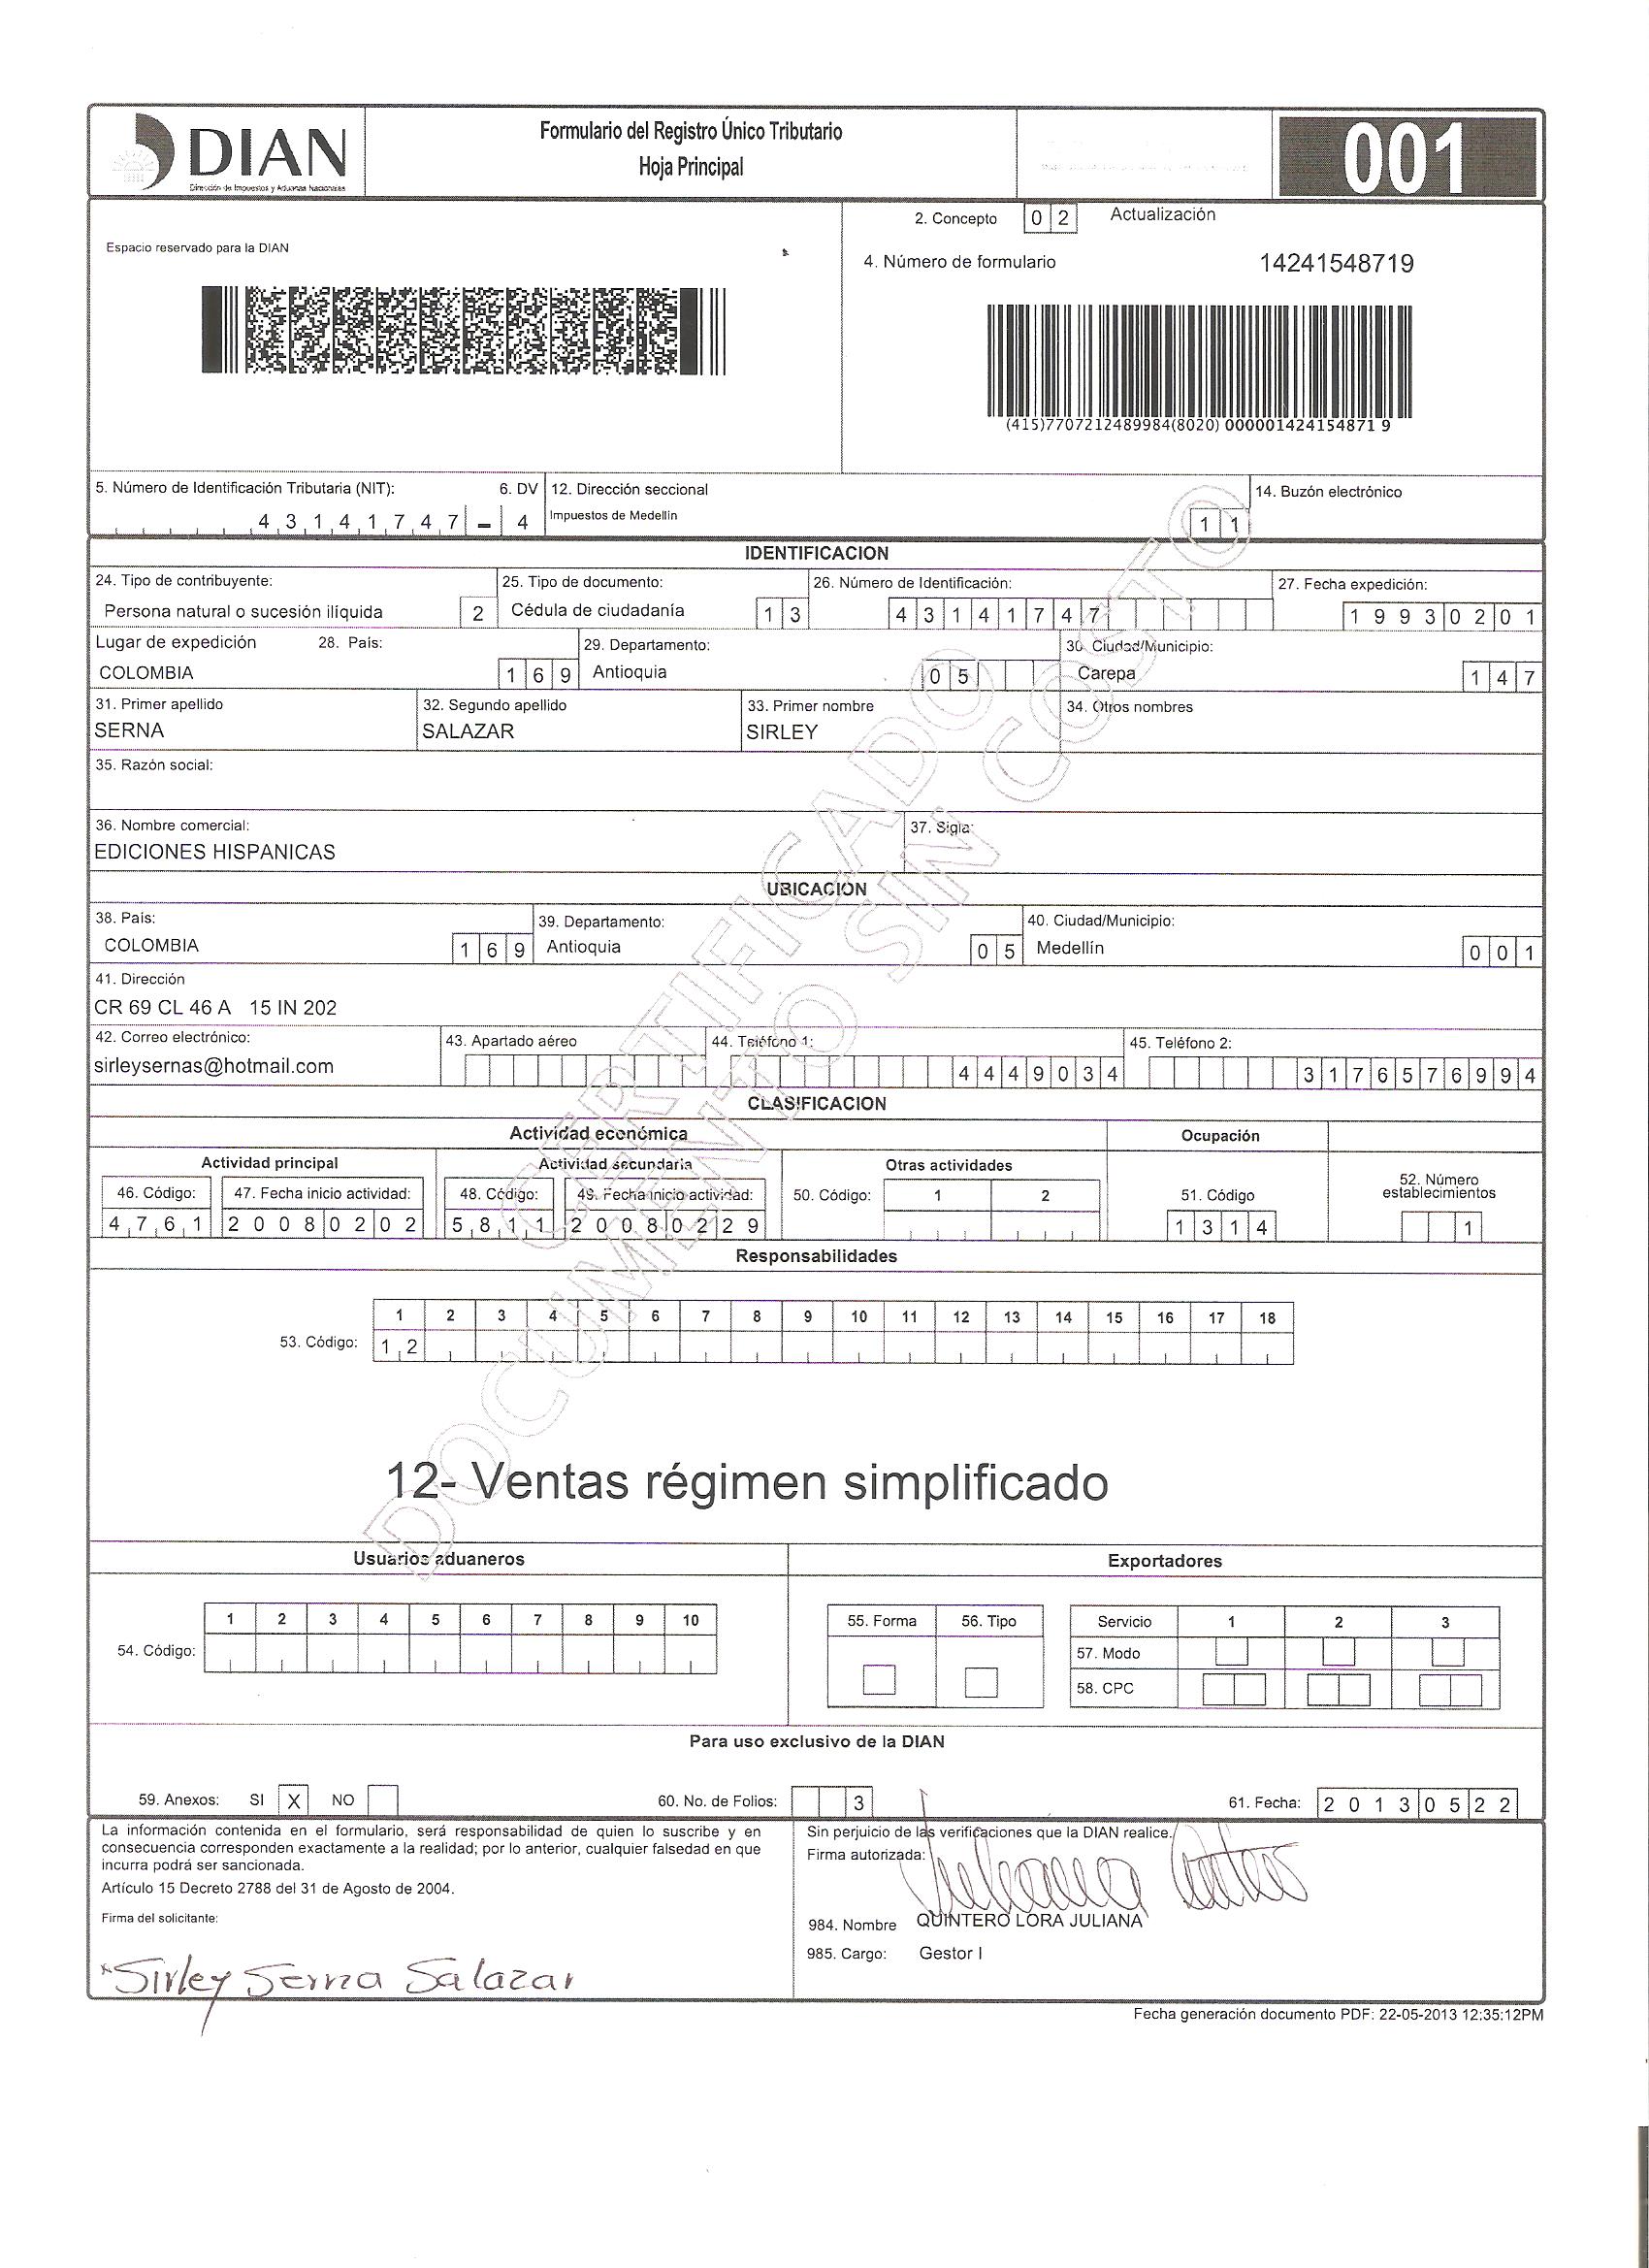 DIAN
Dirección de Impuestos y Aduanas Nacionales
Formulario del Registro Único Tributario
Hoja Principal
001
2. Concepto 0 2 Actualización
Espacio reservado para la DIAN
4. Número de formulario 14241548719
(415)7707212489984(8020) 000001424154871 9
5. Número de Identificación Tributaria (NIT): 6. DV 12. Dirección seccional 14. Buzón electrónico
4 3 1 4 1 7 4 7 - 4 Impuestos de Medellín 1 1
IDENTIFICACION
24. Tipo de contribuyente: 25. Tipo de documento: 26. Número de Identificación: 27. Fecha expedición:
Persona natural o sucesión ilíquida 2 Cédula de ciudadanía 1 3 4 3 1 4 1 7 4 7 1 9 9 3 0 2 0 1
Lugar de expedición 28. País: 29. Departamento: 30. Ciudad/Municipio:
COLOMBIA 1 6 9 Antioquia 0 5 Carepa 1 4 7
31. Primer apellido 32. Segundo apellido 33. Primer nombre 34. Otros nombres
SERNA SALAZAR SIRLEY
35. Razón social:
36. Nombre comercial: 37. Sigla:
EDICIONES HISPANICAS
UBICACION
38. País: 39. Departamento: 40. Ciudad/Municipio:
COLOMBIA 1 6 9 Antioquia 0 5 Medellín 0 0 1
41. Dirección
CR 69 CL 46 A 15 IN 202
42. Correo electrónico: 43. Apartado aéreo 44. Teléfono 1: 45. Teléfono 2:
sirleysernas@hotmail.com 4 4 4 9 0 3 4 3 1 7 6 5 7 6 9 9 4
CLASIFICACION
Actividad económica Ocupación
Actividad principal Actividad secundaria Otras actividades 52. Número establecimientos
46. Código: 47. Fecha inicio actividad: 48. Código: 49. Fecha inicio actividad: 50. Código: 1 2 51. Código
4 7 6 1 2 0 0 8 0 2 0 2 5 8 1 1 2 0 0 8 0 2 2 9 1 3 1 4 1
Responsabilidades
1 2 3 4 5 6 7 8 9 10 11 12 13 14 15 16 17 18
53. Código: 1 2
12- Ventas régimen simplificado
CERTIFICADO
DOCUMENTO SIN COSTO
Usuarios aduaneros Exportadores
1 2 3 4 5 6 7 8 9 10 55. Forma 56. Tipo Servicio 1 2 3
54. Código: 57. Modo
58. CPC
Para uso exclusivo de la DIAN
59. Anexos: SI X NO 60. No. de Folios: 3 61. Fecha: 2 0 1 3 0 5 2 2
La información contenida en el formulario, será responsabilidad de quien lo suscribe y en
consecuencia corresponden exactamente a la realidad; por lo anterior, cualquier falsedad en que
incurra podrá ser sancionada.
Artículo 15 Decreto 2788 del 31 de Agosto de 2004.
Firma del solicitante:
Sirley Serna Salazar
Sin perjuicio de las verificaciones que la DIAN realice.
Firma autorizada:
984. Nombre QUINTERO LORA JULIANA
985. Cargo: Gestor I
Fecha generación documento PDF: 22-05-2013 12:35:12PM